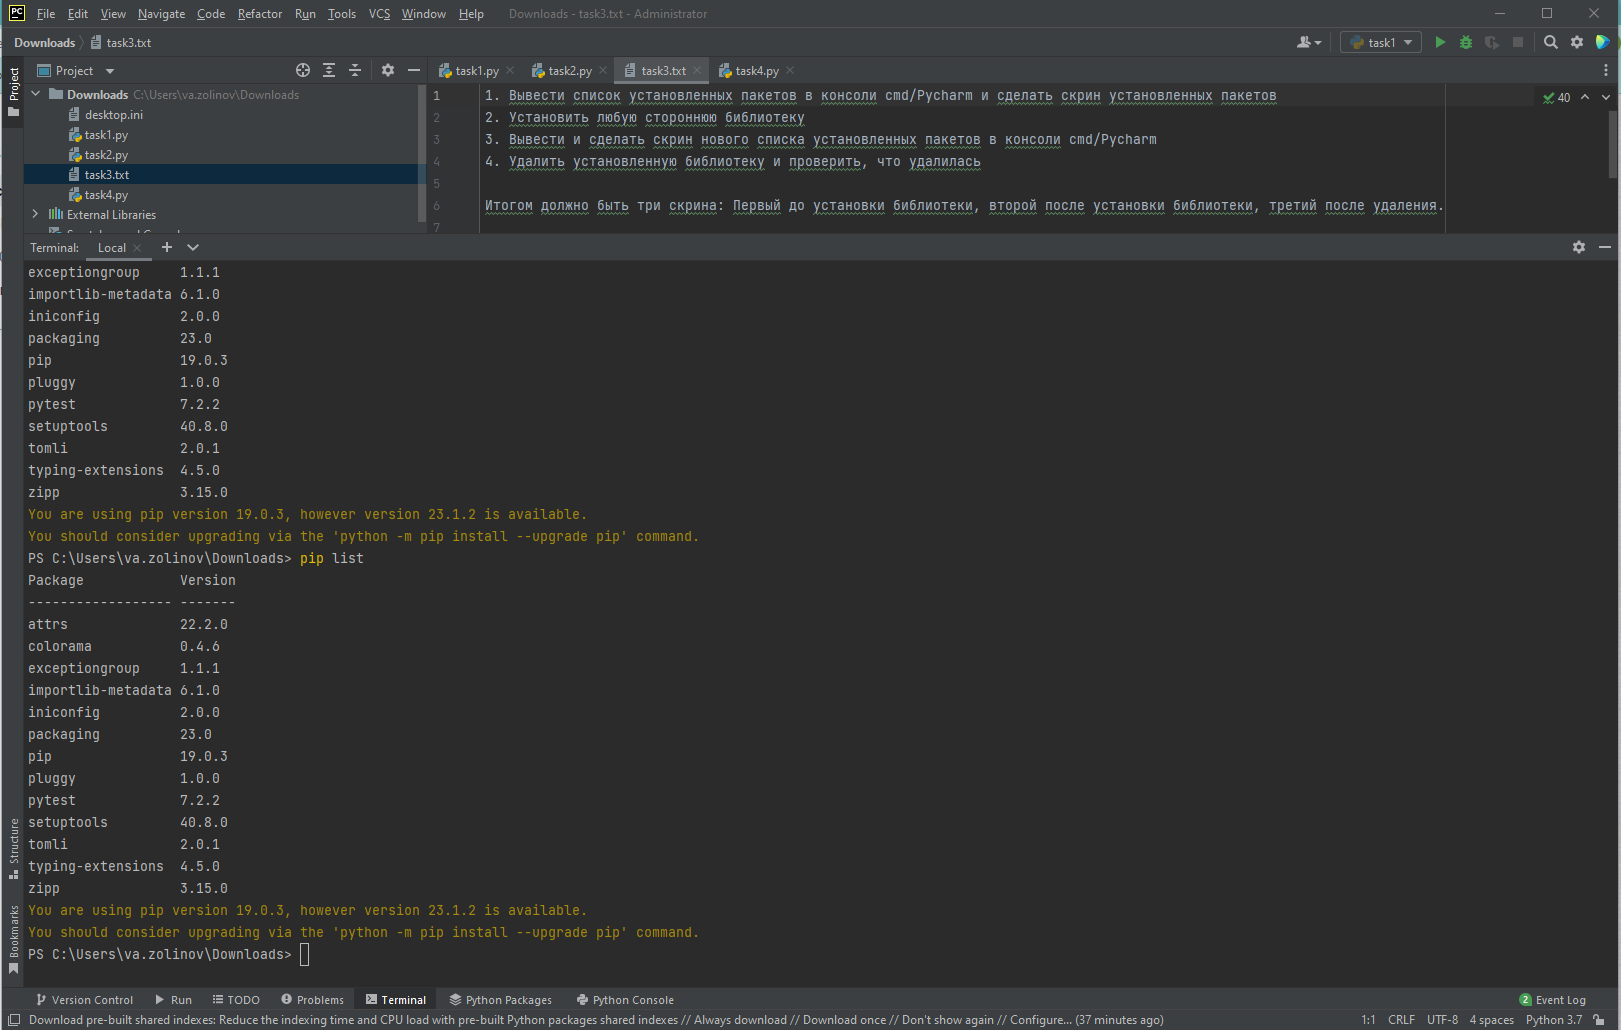 PC File Edit View Navigate Code Refactor Run Tools VCS Window Help Downloads - task3.txt - Administrator
Downloads task3.txt task1
Project task1.py task2.py task3.txt task4.py
Project
Downloads C:\Users\va.zolinov\Downloads
desktop.ini
task1.py
task2.py
task3.txt
task4.py
External Libraries
1 1. Вывести список установленных пакетов в консоли cmd/Pycharm и сделать скрин установленных пакетов
40
2 2. Установить любую стороннюю библиотеку
3 3. Вывести и сделать скрин нового списка установленных пакетов в консоли cmd/Pycharm
4 4. Удалить установленную библиотеку и проверить, что удалилась
5
6 Итогом должно быть три скрина: Первый до установки библиотеки, второй после установки библиотеки, третий после удаления.
7
Terminal: Local
exceptiongroup 1.1.1
importlib-metadata 6.1.0
iniconfig 2.0.0
packaging 23.0
pip 19.0.3
pluggy 1.0.0
pytest 7.2.2
setuptools 40.8.0
tomli 2.0.1
typing-extensions 4.5.0
zipp 3.15.0
You are using pip version 19.0.3, however version 23.1.2 is available.
You should consider upgrading via the 'python -m pip install --upgrade pip' command.
PS C:\Users\va.zolinov\Downloads> pip list
Package Version
------------------ -------
attrs 22.2.0
colorama 0.4.6
exceptiongroup 1.1.1
importlib-metadata 6.1.0
iniconfig 2.0.0
packaging 23.0
pip 19.0.3
pluggy 1.0.0
pytest 7.2.2
setuptools 40.8.0
tomli 2.0.1
typing-extensions 4.5.0
zipp 3.15.0
You are using pip version 19.0.3, however version 23.1.2 is available.
You should consider upgrading via the 'python -m pip install --upgrade pip' command.
PS C:\Users\va.zolinov\Downloads>
Structure
Bookmarks
Version Control Run TODO Problems Terminal Python Packages Python Console 2 Event Log
Download pre-built shared indexes: Reduce the indexing time and CPU load with pre-built Python packages shared indexes // Always download // Download once // Don't show again // Configure... (37 minutes ago) 1:1 CRLF UTF-8 4 spaces Python 3.7